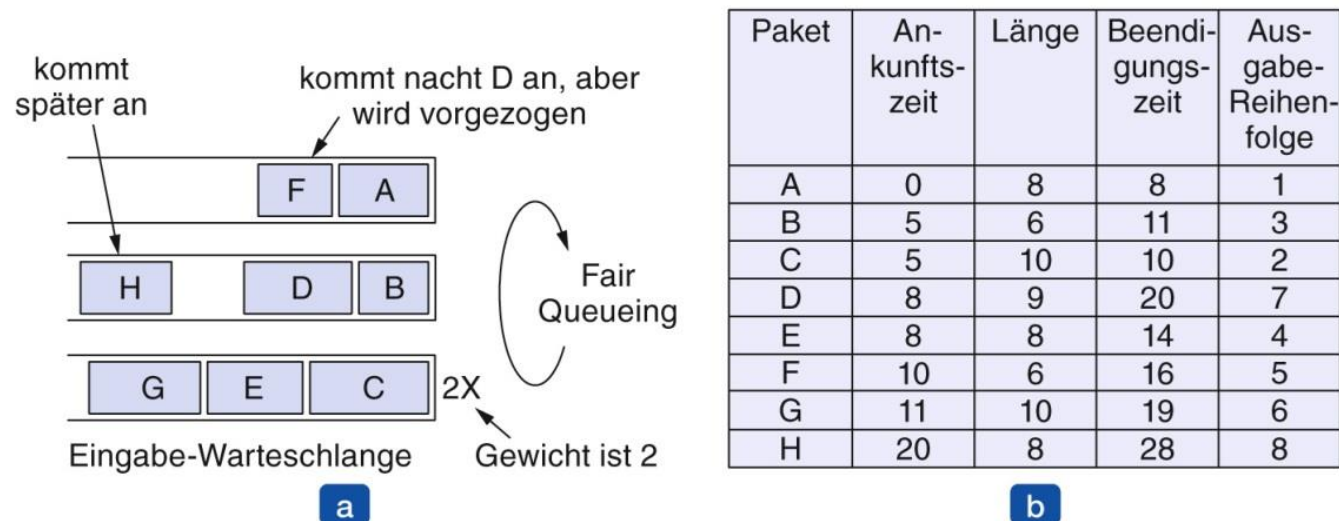 kommt
später an
kommt nacht D an, aber
wird vorgezogen
F A
H D B
G E C 2X
Fair
Queueing
Eingabe-Warteschlange
Gewicht ist 2
a
Paket An-
kunfts-
zeit Länge Beendi-
gungs-
zeit Aus-
gabe-
Reihen-
folge
A 0 8 8 1
B 5 6 11 3
C 5 10 10 2
D 8 9 20 7
E 8 8 14 4
F 10 6 16 5
G 11 10 19 6
H 20 8 28 8
b